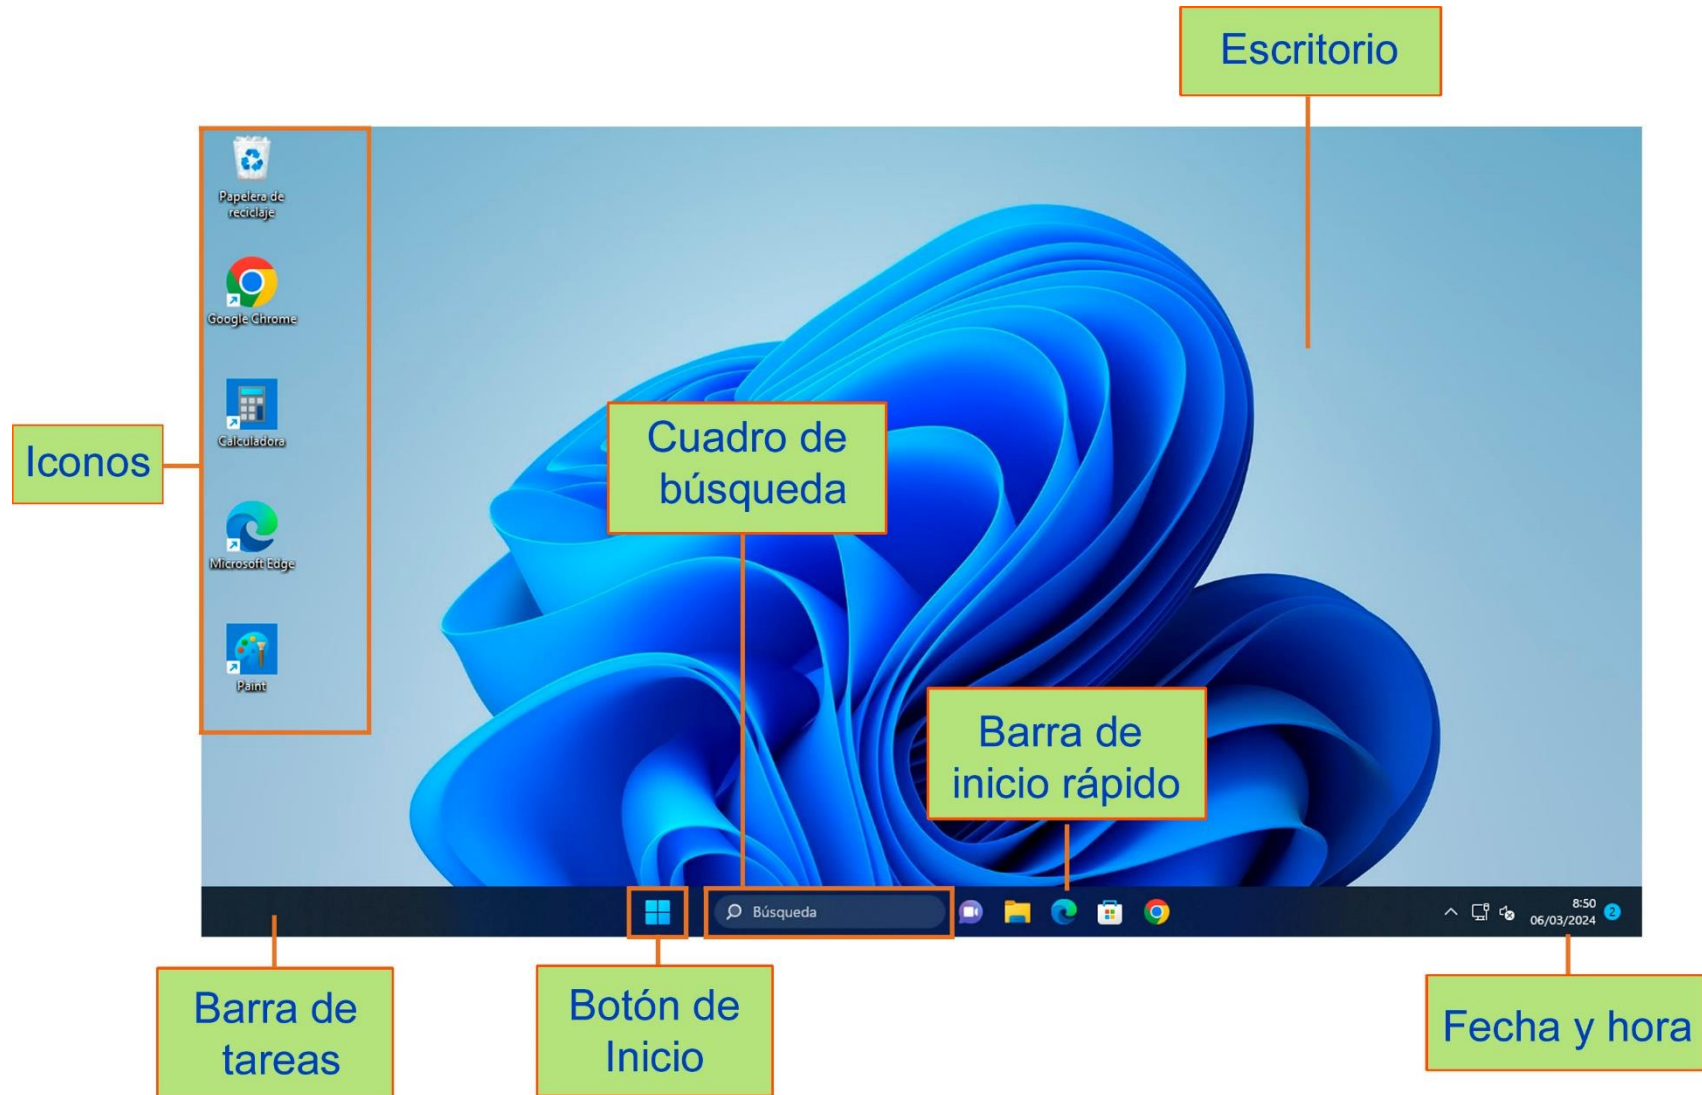 Escritorio
Papelera de
reciclaje
Google Chrome
Calculadora
Iconos
Microsoft Edge
Paint
Cuadro de
búsqueda
Barra de
inicio rápido
Búsqueda
8:50
06/03/2024
2
Barra de
tareas
Botón de
Inicio
Fecha y hora